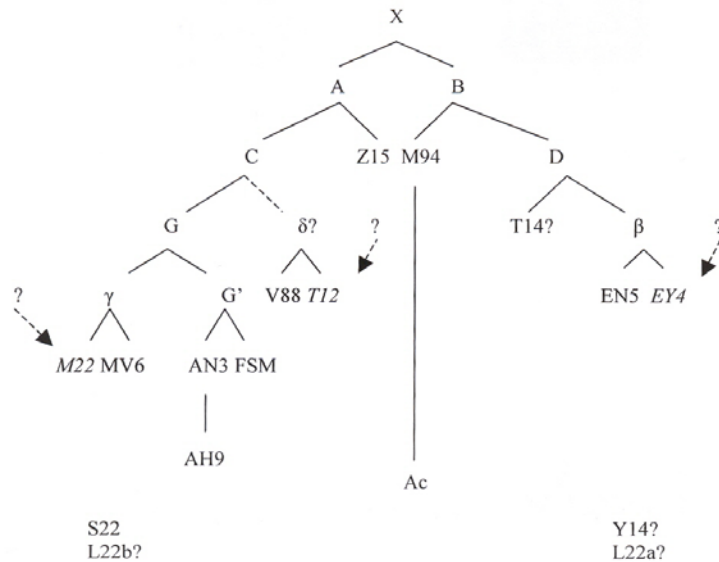 X
A B
C Z15 M94 D
G δ? ? T14? β ?
? γ G' V88 T12 EN5 EY4
M22 MV6 AN3 FSM
AH9
Ac
S22 Y14?
L22b? L22a?